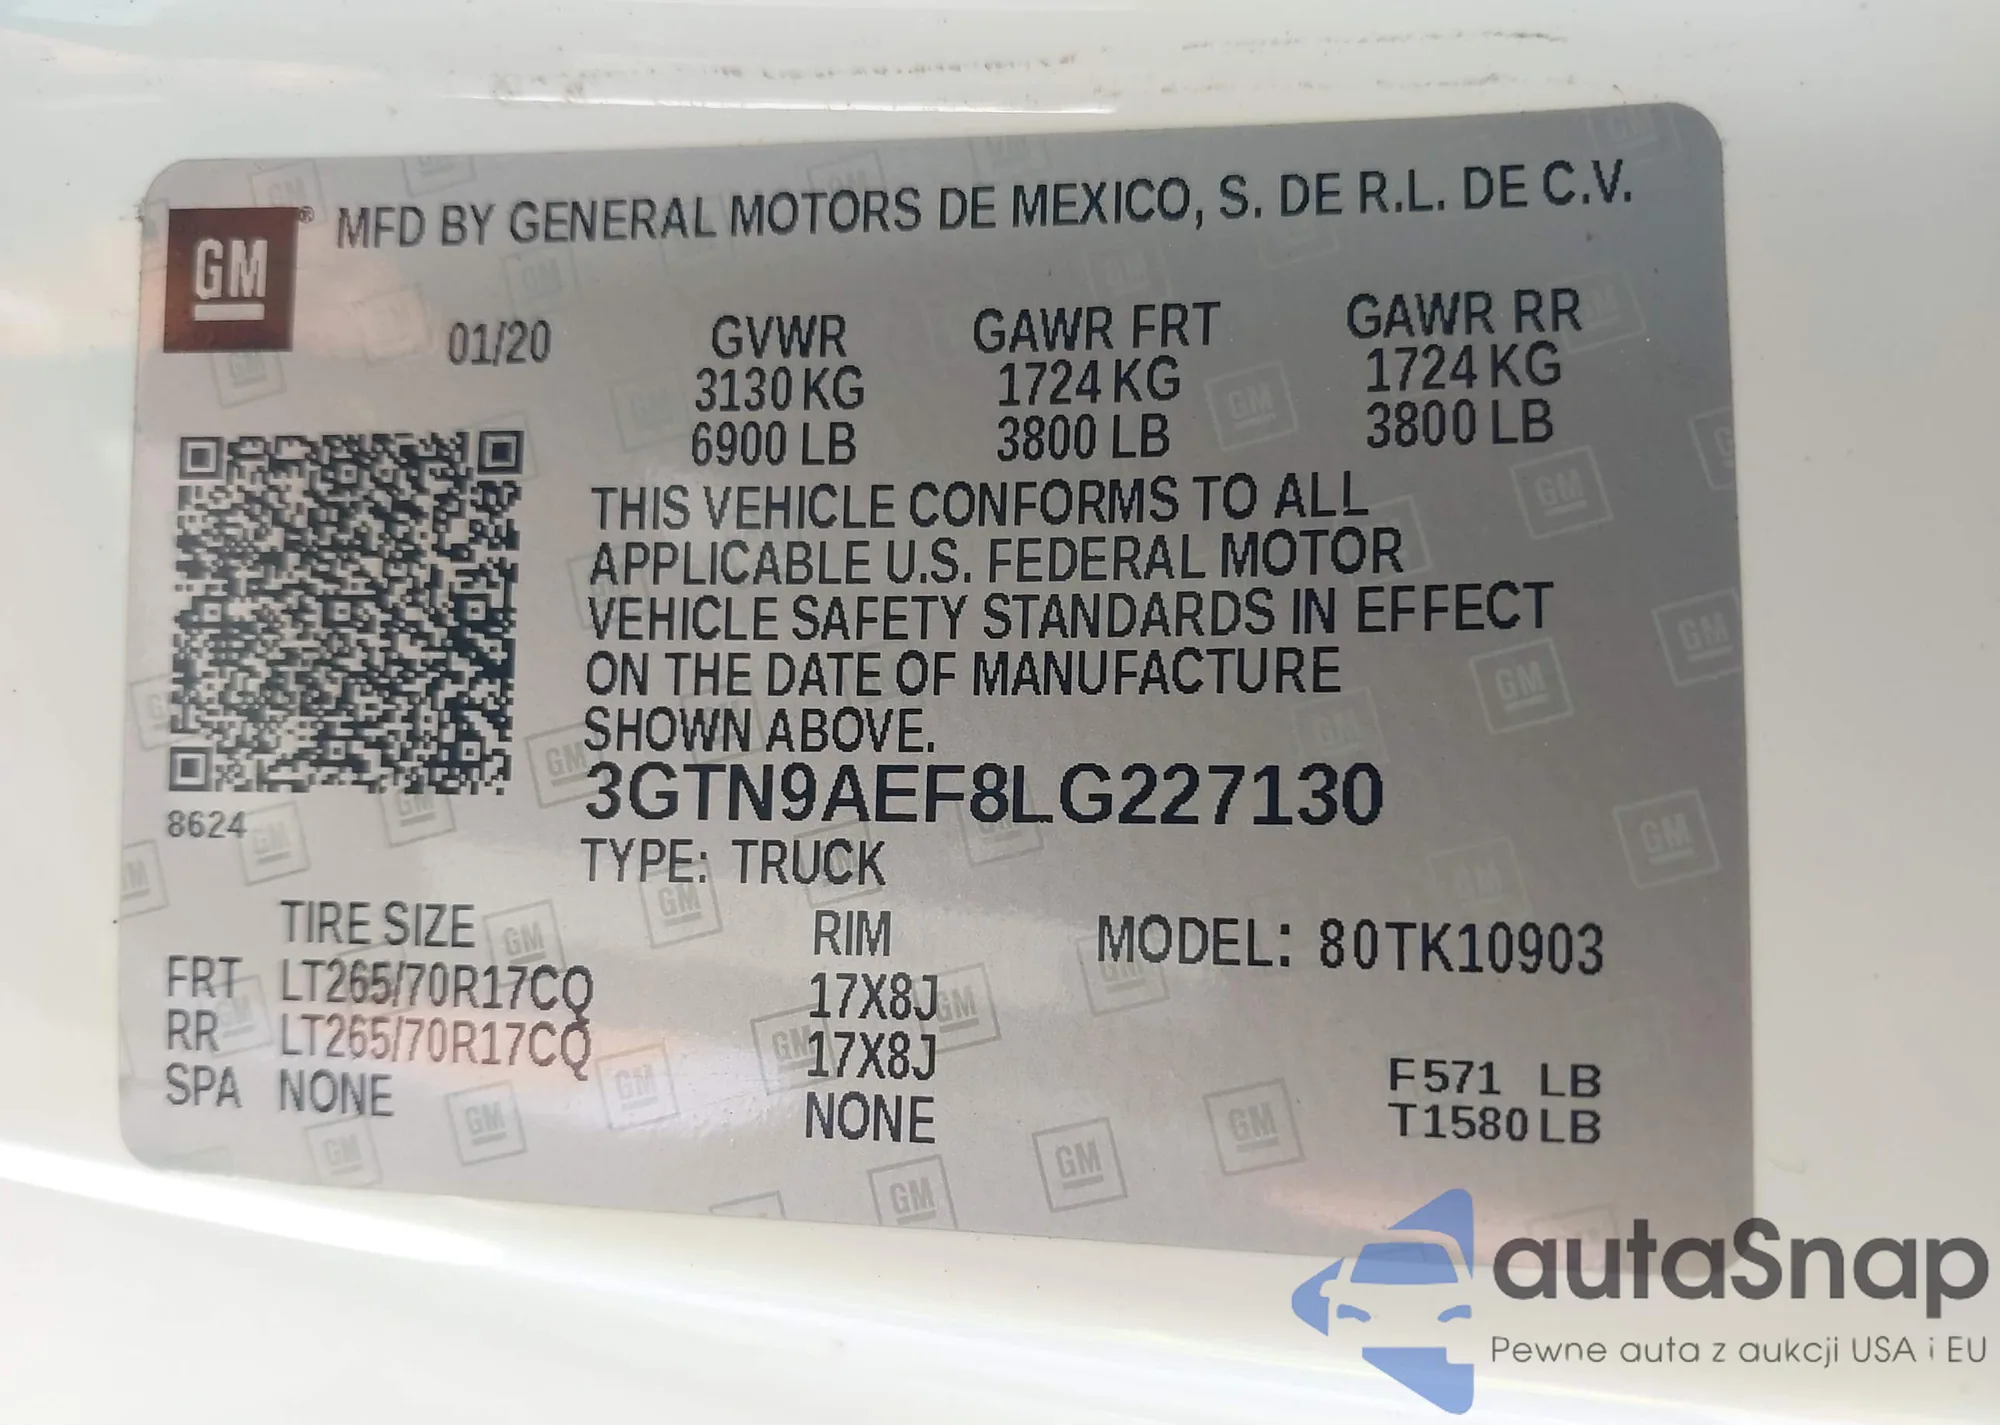 GM® MFD BY GENERAL MOTORS DE MEXICO, S. DE R.L. DE C.V.
01/20 GVWR GAWR FRT GAWR RR
3130 KG 1724 KG 1724 KG
6900 LB 3800 LB 3800 LB
THIS VEHICLE CONFORMS TO ALL
APPLICABLE U.S. FEDERAL MOTOR
VEHICLE SAFETY STANDARDS IN EFFECT
ON THE DATE OF MANUFACTURE
SHOWN ABOVE.
3GTN9AEF8LG227130
8624
TYPE: TRUCK
TIRE SIZE RIM MODEL: 80TK10903
FRT LT265/70R17CQ 17X8J
RR LT265/70R17CQ 17X8J
SPA NONE NONE
F571 LB
T1580LB
autaSnap
Pewne auta z aukcji USA i EU